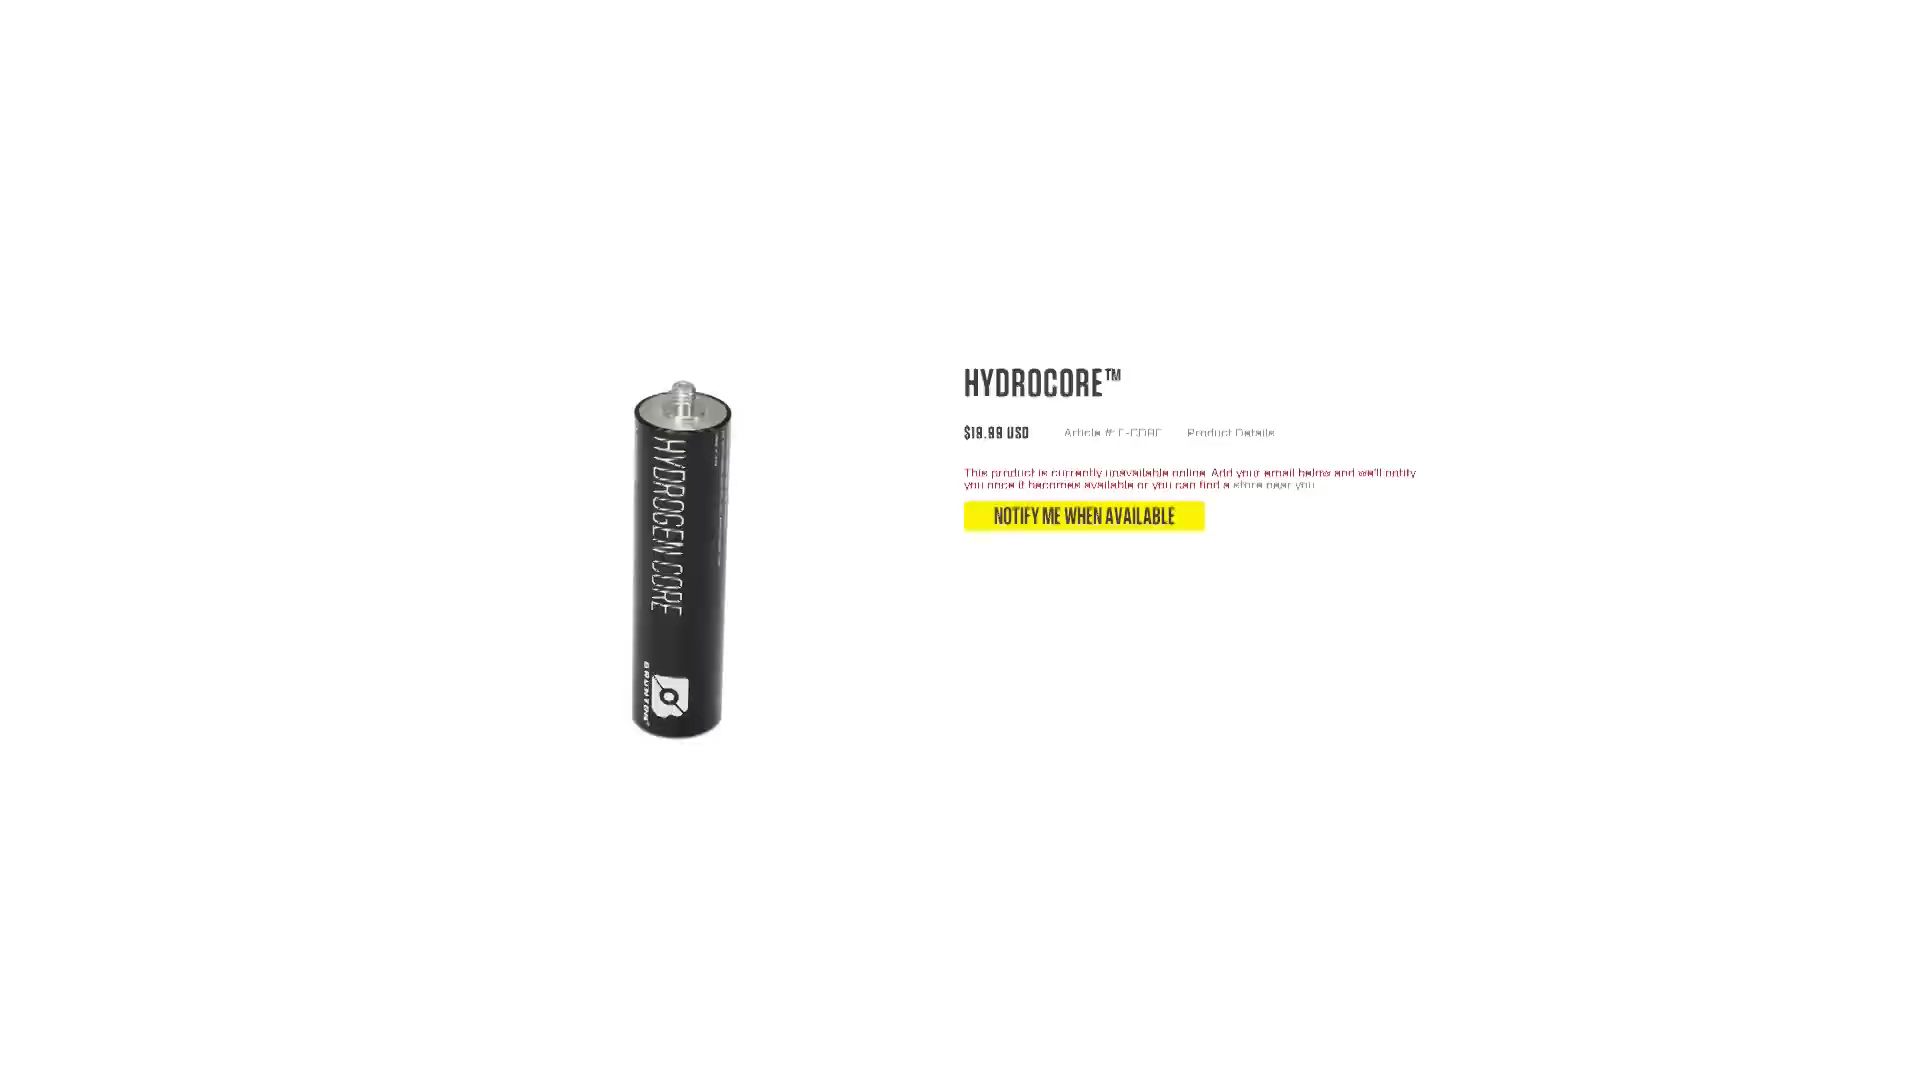 HYDROCORE™
$19.99 USD Article #: F-CORE Product Details
This product is currently unavailable online. Add your email below and we'll notify
you once it becomes available or you can find a store near you
NOTIFY ME WHEN AVAILABLE
HYDROGEN CORE
BRUNTON